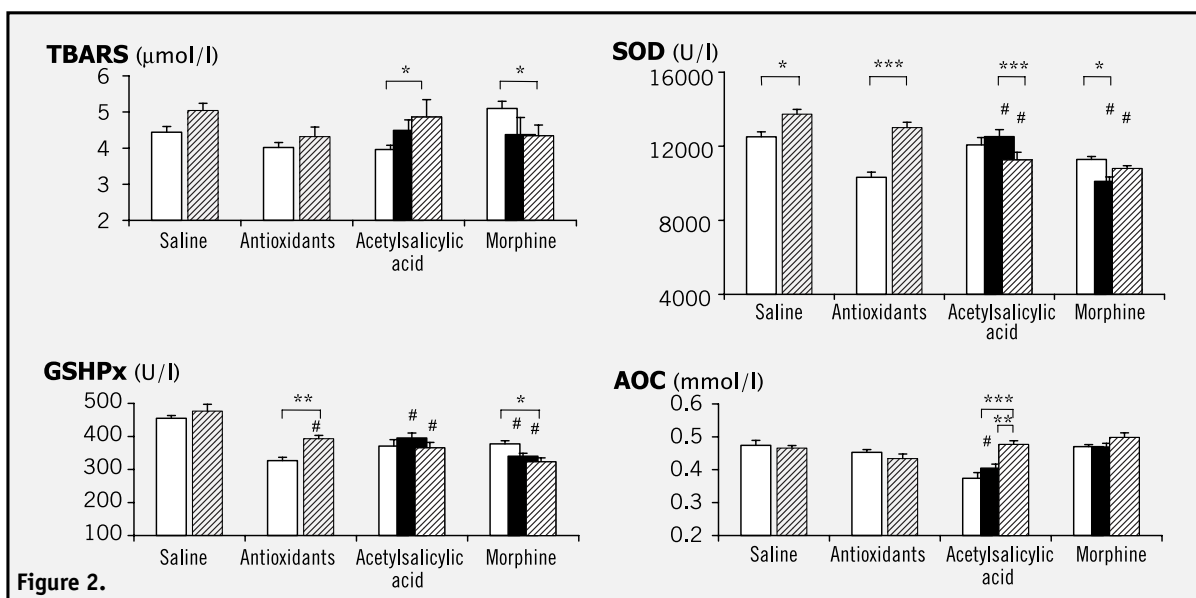 TBARS (μmol/l)
6
5
4
3
2
* *
Saline Antioxidants Acetylsalicylic acid Morphine
SOD (U/l)
16000
12000
8000
4000
* *** *** *
# # # #
Saline Antioxidants Acetylsalicylic acid Morphine
GSHPx (U/l)
500
400
300
200
100
** *
# # # # #
Saline Antioxidants Acetylsalicylic acid Morphine
AOC (mmol/l)
0.6
0.5
0.4
0.3
0.2
***
**
#
Saline Antioxidants Acetylsalicylic acid Morphine
Figure 2.